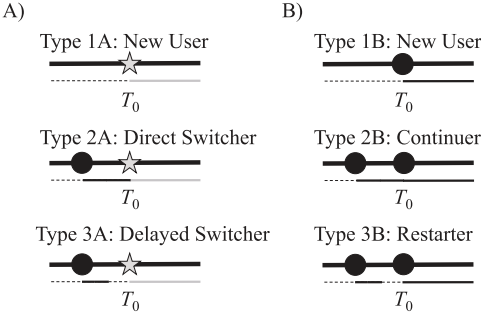 A)
Type 1A: New User
T0
Type 2A: Direct Switcher
T0
Type 3A: Delayed Switcher
T0
B)
Type 1B: New User
T0
Type 2B: Continuer
T0
Type 3B: Restarter
T0